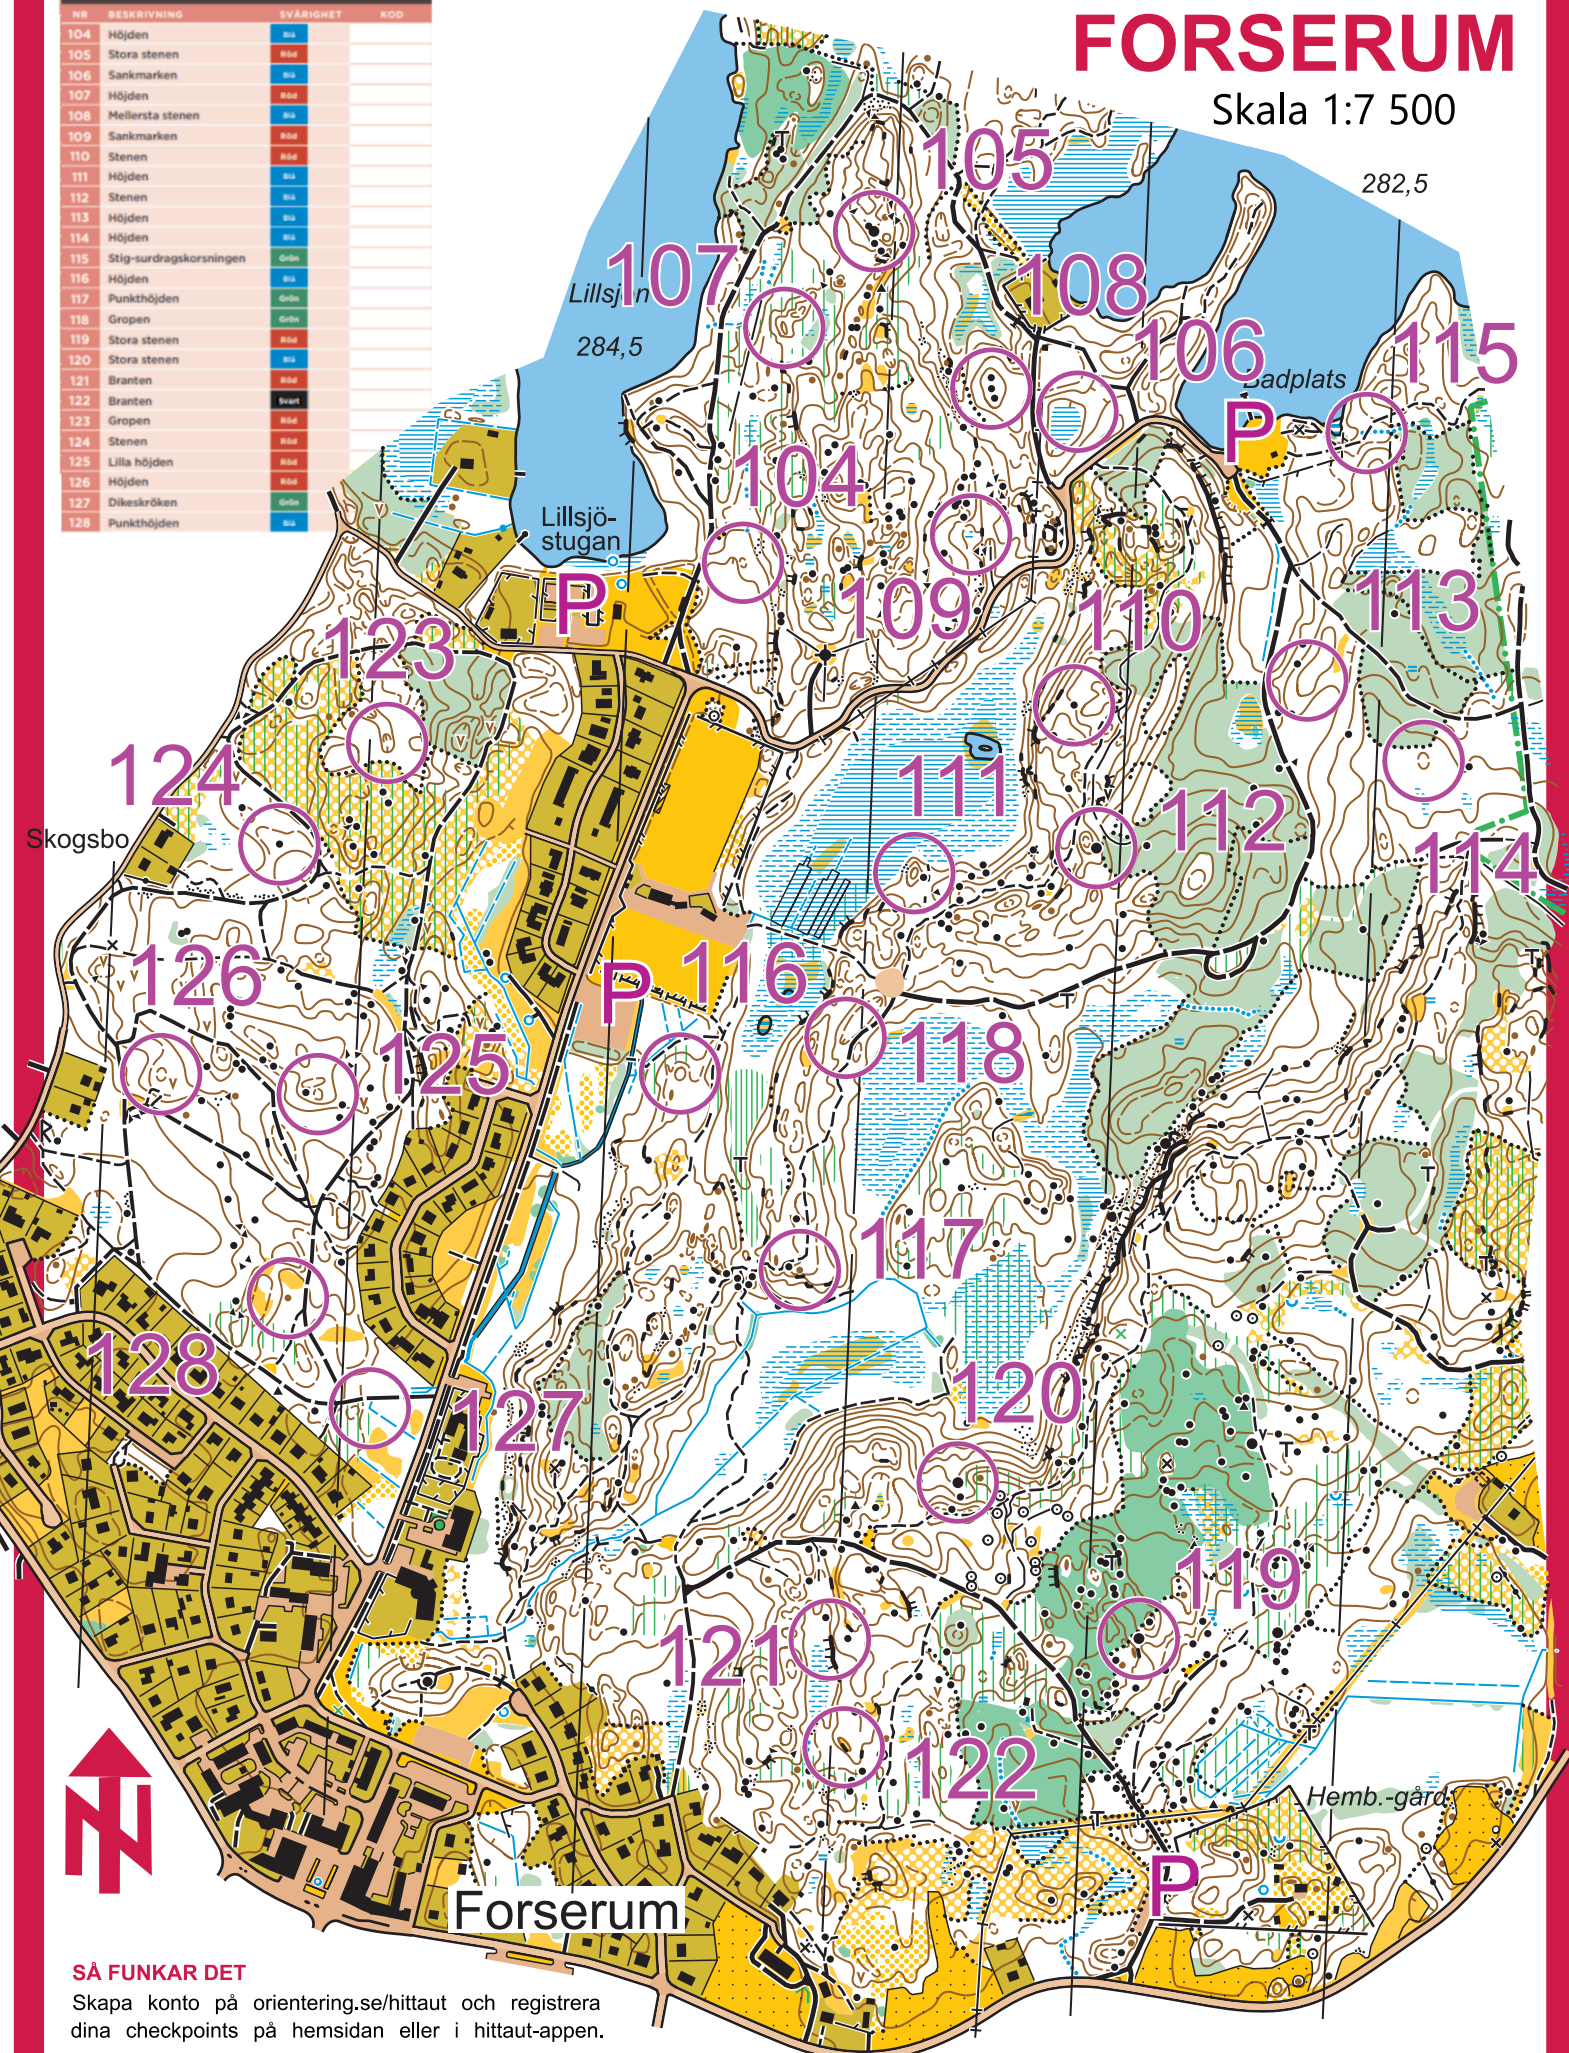 NR BESKRIVNING SVÅRIGHET KOD
104 Höjden Blå
105 Stora stenen Röd
106 Sankmarken Blå
107 Höjden Röd
108 Mellersta stenen Blå
109 Sankmarken Röd
110 Stenen Röd
111 Höjden Blå
112 Stenen Blå
113 Höjden Blå
114 Höjden Blå
115 Stig-surdragskorsningen Grön
116 Höjden Blå
117 Punkthöjden Grön
118 Gropen Grön
119 Stora stenen Röd
120 Stora stenen Blå
121 Branten Röd
122 Branten Svart
123 Gropen Röd
124 Stenen Röd
125 Lilla höjden Röd
126 Höjden Röd
127 Dikeskröken Grön
128 Punkthöjden Blå
FORSERUM
Skala 1:7 500
105
282,5
107
Lillsjön
108
284,5
106
115
Badplats
P
104
Lillsjö-
stugan
P
109
110
113
123
124
111
112
Skogsbo
114
126
116
P
125
118
117
128
127
120
119
121
122
Hemb.-gård
P
Forserum
SÅ FUNKAR DET
Skapa konto på orientering.se/hittaut och registrera
dina checkpoints på hemsidan eller i hittaut-appen.